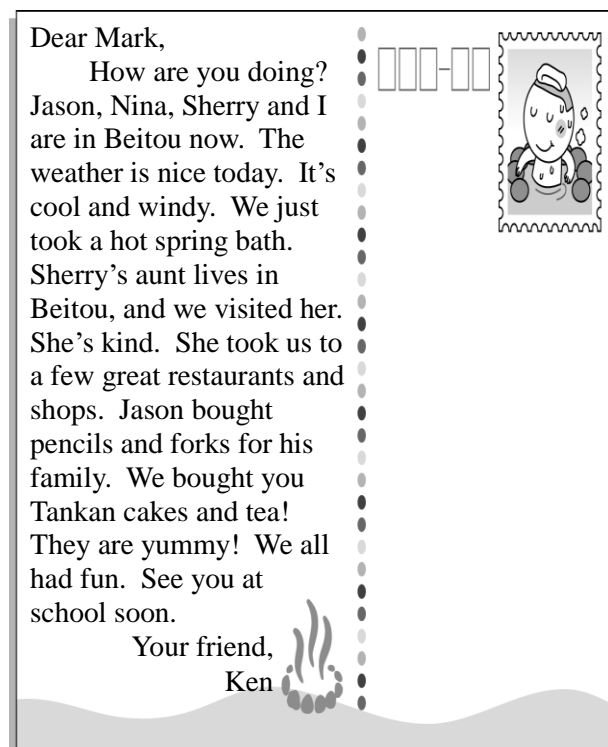 Dear Mark,
How are you doing?
Jason, Nina, Sherry and I
are in Beitou now.  The
weather is nice today.  It's
cool and windy.  We just
took a hot spring bath.
Sherry's aunt lives in
Beitou, and we visited her.
She's kind.  She took us to
a few great restaurants and
shops.  Jason bought
pencils and forks for his
family.  We bought you
Tankan cakes and tea!
They are yummy!  We all
had fun.  See you at
school soon.
Your friend,
Ken